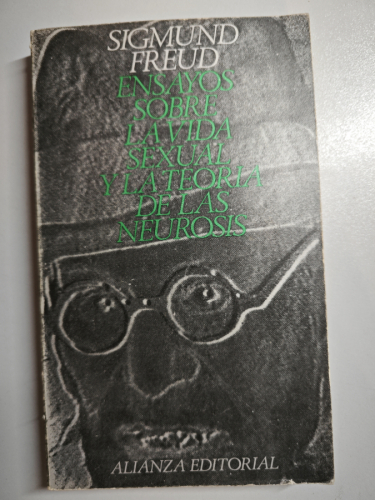 SIGMUND
FREUD
ENSAYOS
SOBRE
LA VIDA
SEXUAL
Y LA TEORIA
DE LAS
NEUROSIS
ALIANZA EDITORIAL